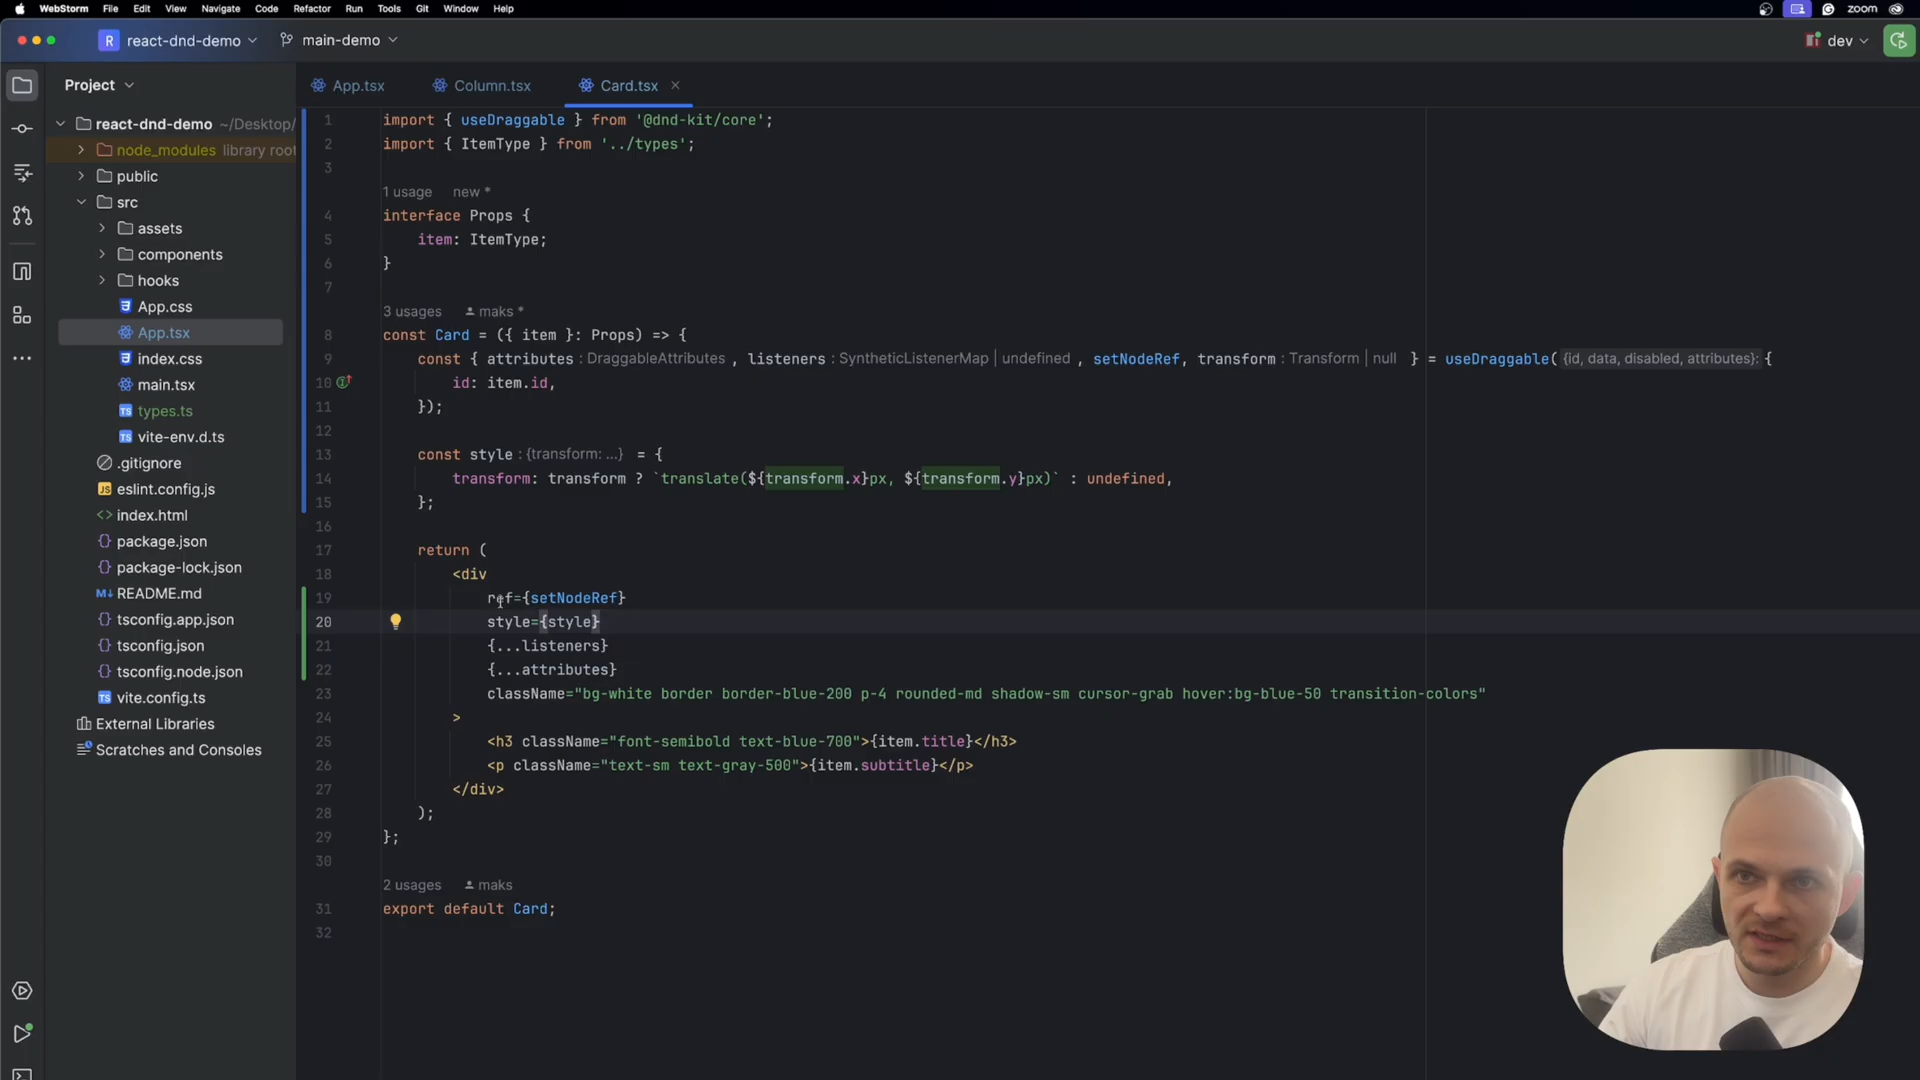 WebStorm File Edit View Navigate Code Refactor Run Tools Git Window Help zoom
R react-dnd-demo main-demo dev
Project
App.tsx Column.tsx Card.tsx
react-dnd-demo ~/Desktop/
node_modules library root
public
src
assets
components
hooks
App.css
App.tsx
index.css
main.tsx
types.ts
vite-env.d.ts
.gitignore
eslint.config.js
index.html
package.json
package-lock.json
README.md
tsconfig.app.json
tsconfig.json
tsconfig.node.json
vite.config.ts
External Libraries
Scratches and Consoles
1 import { useDraggable } from '@dnd-kit/core';
2 import { ItemType } from '../types';
3
1 usage new *
4 interface Props {
5 item: ItemType;
6 }
7
3 usages maks *
8 const Card = ({ item }: Props) => {
9 const { attributes : DraggableAttributes , listeners : SyntheticListenerMap | undefined , setNodeRef, transform : Transform | null } = useDraggable( {id, data, disabled, attributes}: {
10 id: item.id,
11 });
12
13 const style : {transform: ...} = {
14 transform: transform ? `translate(${transform.x}px, ${transform.y}px)` : undefined,
15 };
16
17 return (
18 <div
19 ref={setNodeRef}
20 style={style}
21 {...listeners}
22 {...attributes}
23 className="bg-white border border-blue-200 p-4 rounded-md shadow-sm cursor-grab hover:bg-blue-50 transition-colors"
24 >
25 <h3 className="font-semibold text-blue-700">{item.title}</h3>
26 <p className="text-sm text-gray-500">{item.subtitle}</p>
27 </div>
28 );
29 };
30
2 usages maks
31 export default Card;
32